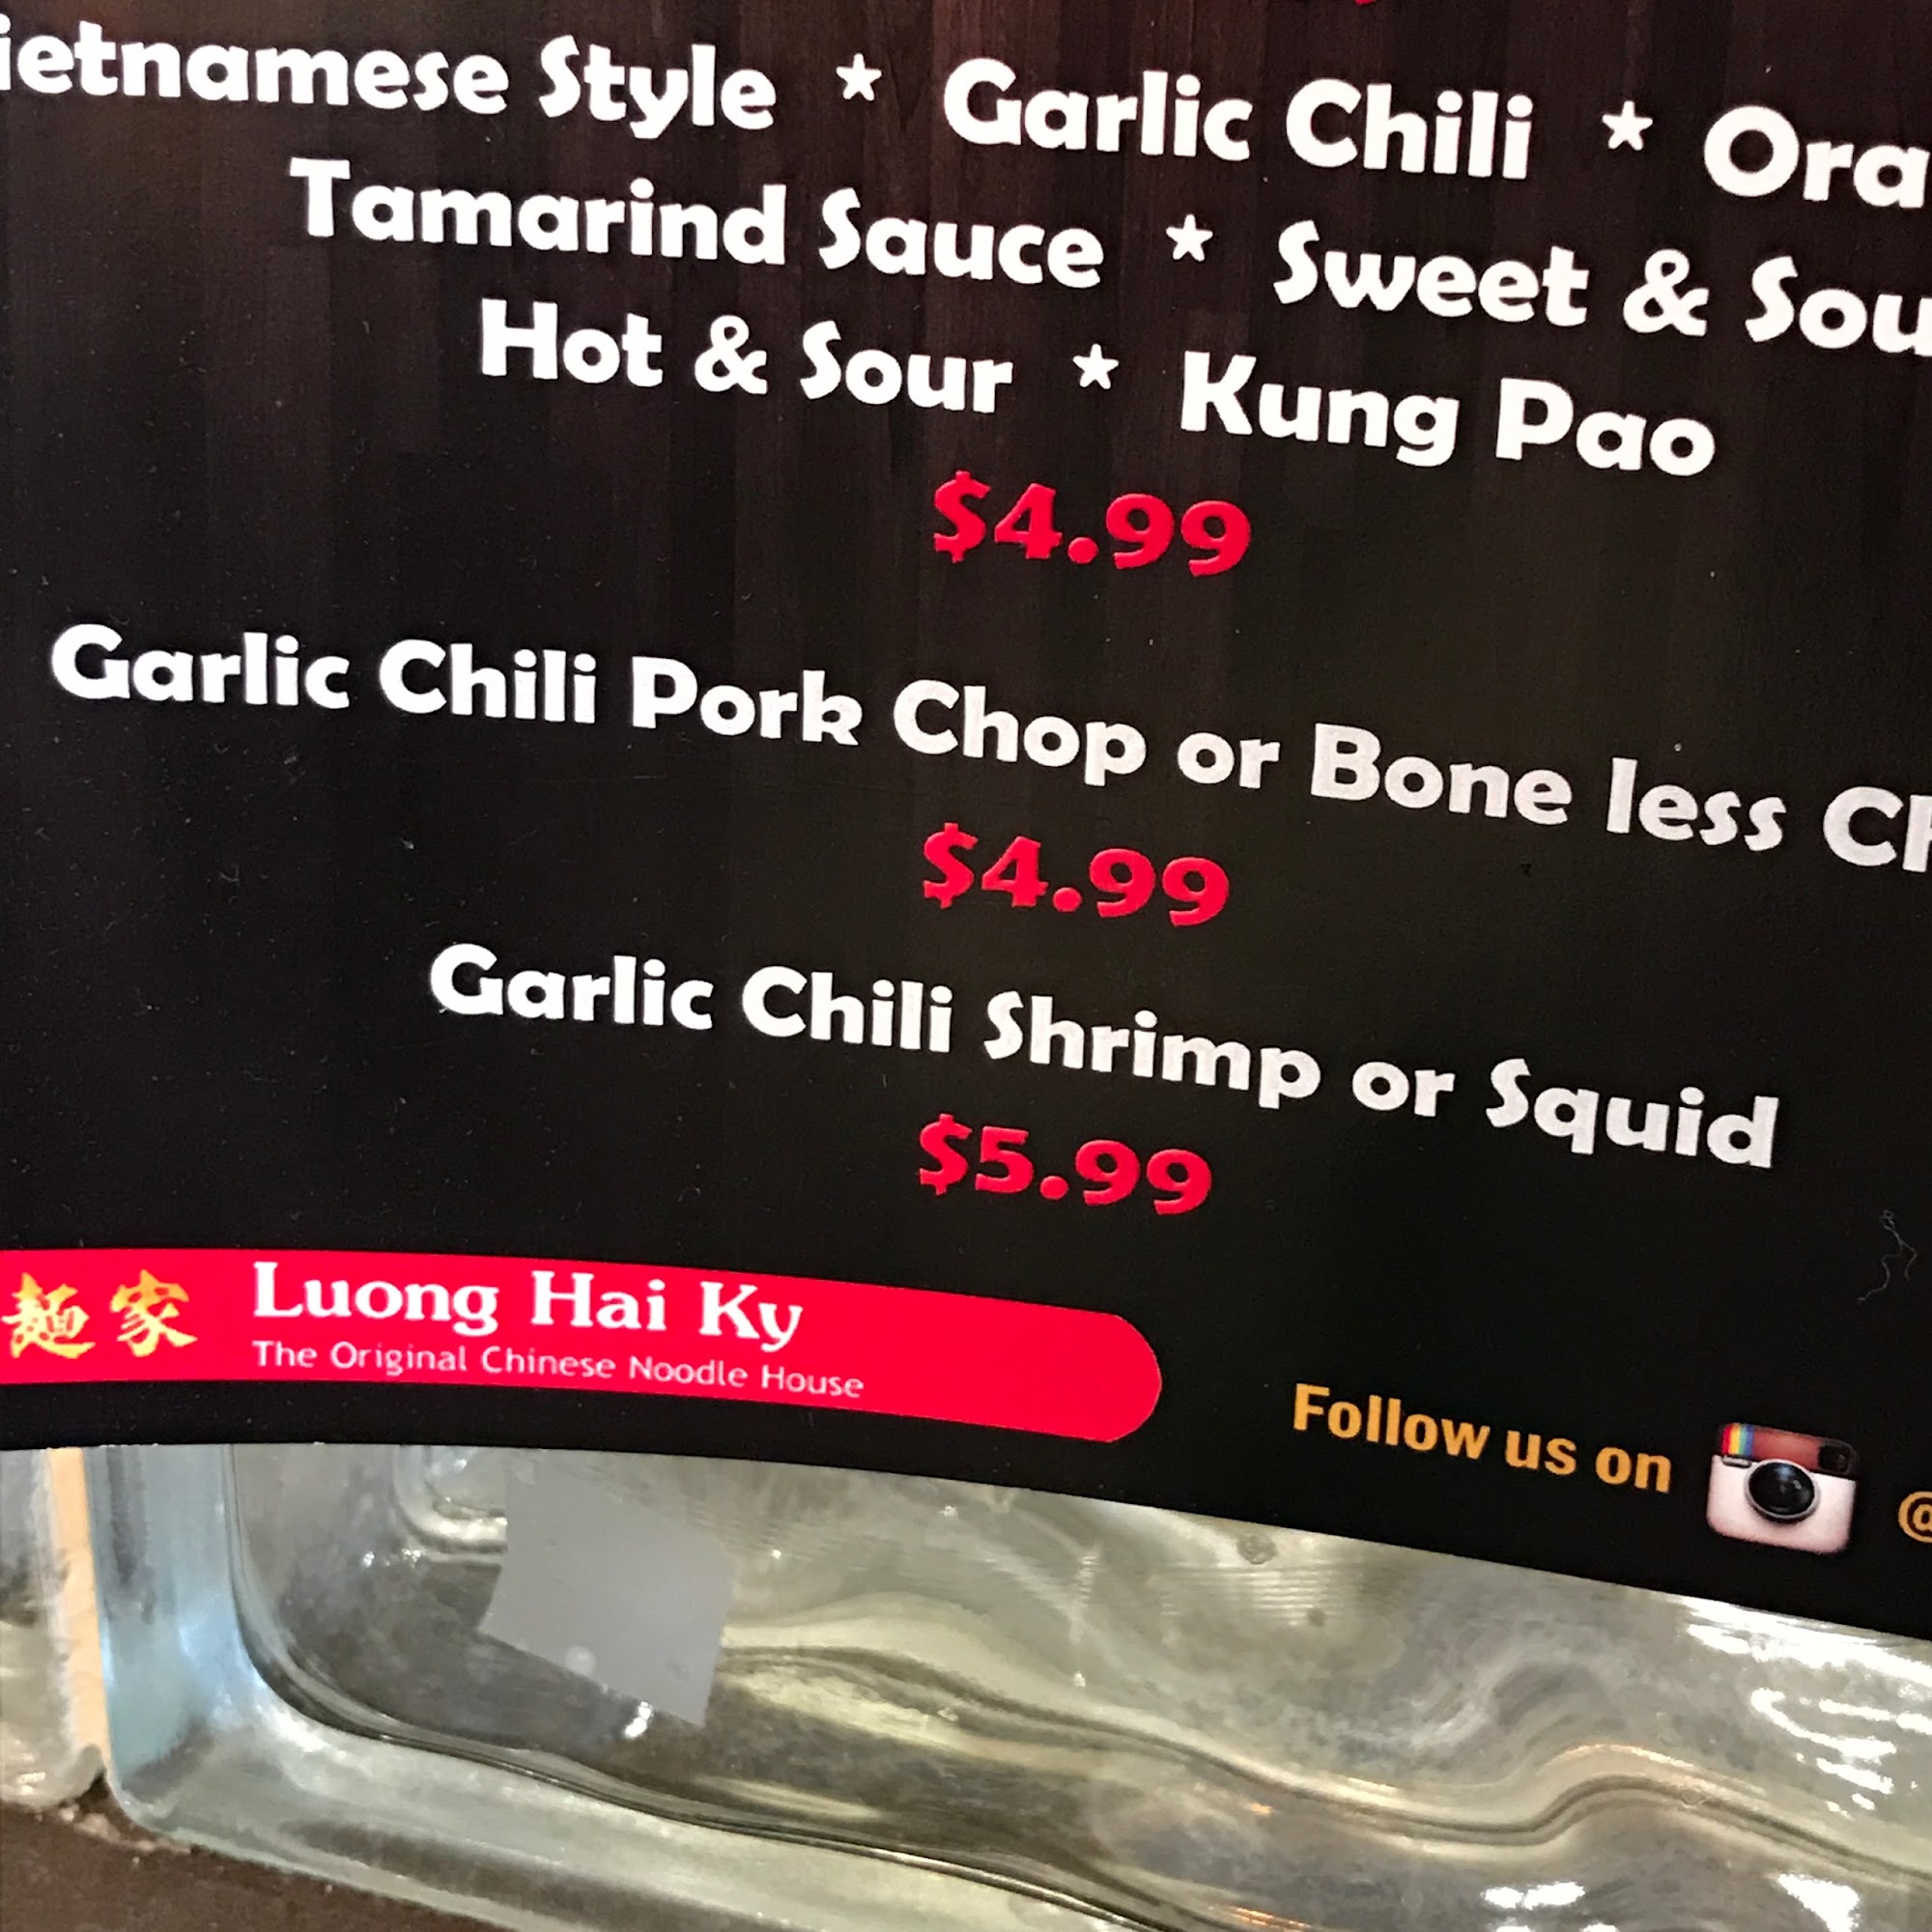 ietnamese Style * Garlic Chili * Ora
Tamarind Sauce * Sweet & Sou
Hot & Sour * Kung Pao
$4.99
Garlic Chili Pork Chop or Bone less Ch
$4.99
Garlic Chili Shrimp or Squid
$5.99
麵家 Luong Hai Ky
The Original Chinese Noodle House
Follow us on @